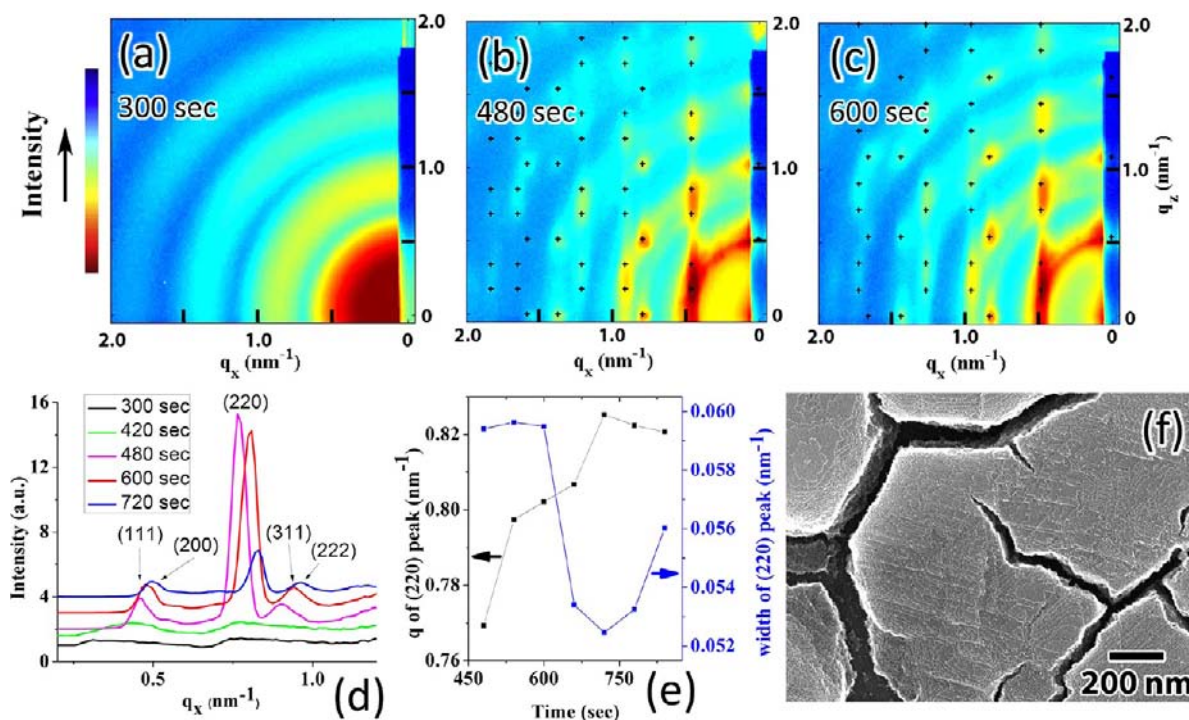 (a)
300 sec
(b)
480 sec
(c)
600 sec
Intensity
2.0
1.0
0
2.0
1.0
0
q_x (nm⁻¹)
2.0
1.0
0
q_x (nm⁻¹)
2.0
1.0
0
q_x (nm⁻¹)
2.0
1.0
0
q_z (nm⁻¹)
16
12
8
4
0
Intensity (a.u.)
300 sec
420 sec
480 sec
600 sec
720 sec
(220)
(111)
(200)
(311)
(222)
0.5
1.0
q_x (nm⁻¹)
(d)
0.82
0.80
0.78
0.76
q of (220) peak (nm⁻¹)
450
600
750
Time (sec)
(e)
0.060
0.058
0.056
0.054
0.052
width of (220) peak (nm⁻¹)
(f)
200 nm